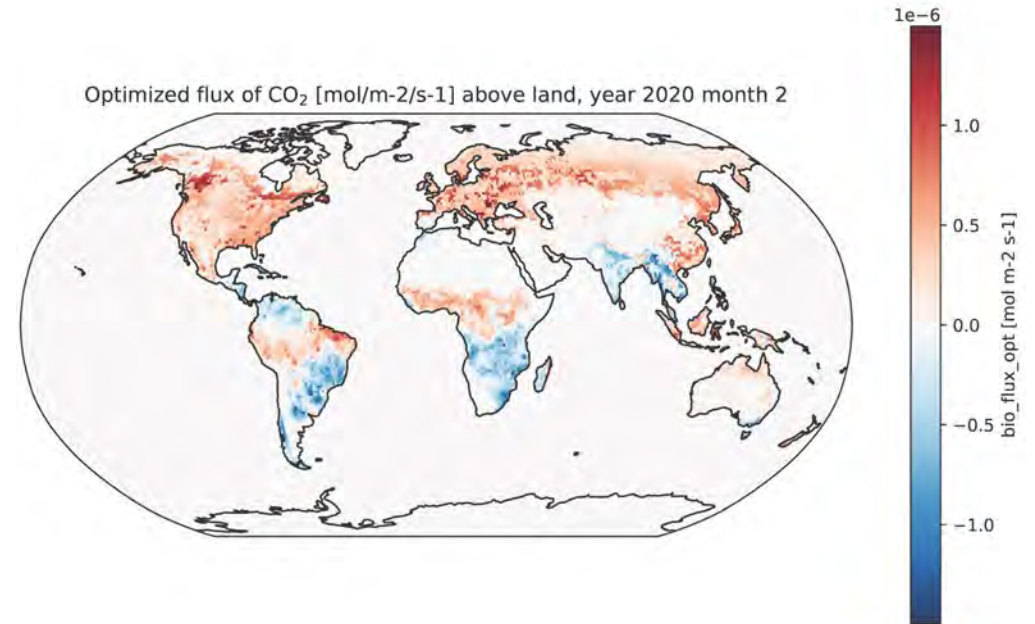 1e−6
Optimized flux of CO₂ [mol/m-2/s-1] above land, year 2020 month 2
1.0
0.5
0.0
−0.5
−1.0
bio_flux_opt [mol m-2 s-1]